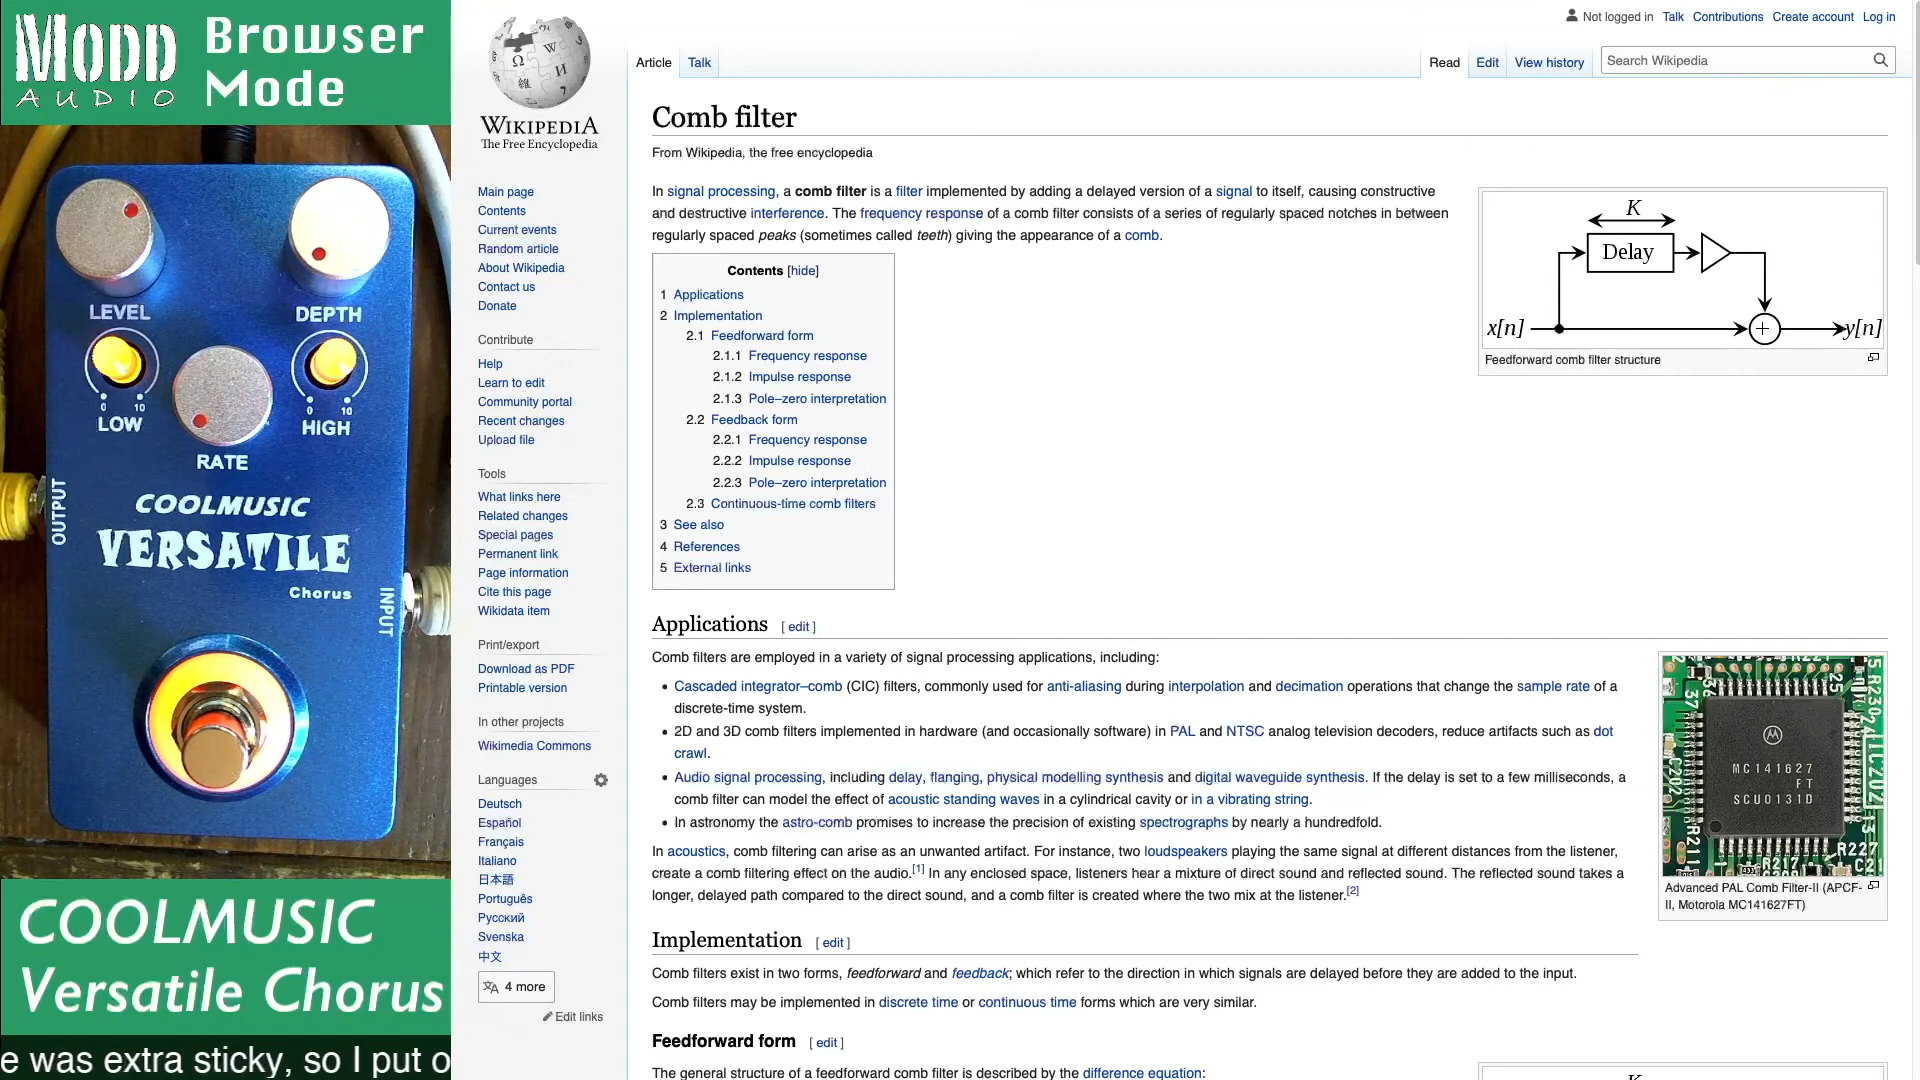 MODD
AUDIO
Browser
Mode
LEVEL
DEPTH
0 10
LOW
0 10
HIGH
RATE
OUTPUT
COOLMUSIC
VERSATILE
Chorus
INPUT
COOLMUSIC
Versatile Chorus
e was extra sticky, so I put o
WIKIPEDIA
The Free Encyclopedia
Main page
Contents
Current events
Random article
About Wikipedia
Contact us
Donate
Contribute
Help
Learn to edit
Community portal
Recent changes
Upload file
Tools
What links here
Related changes
Special pages
Permanent link
Page information
Cite this page
Wikidata item
Print/export
Download as PDF
Printable version
In other projects
Wikimedia Commons
Languages
Deutsch
Español
Français
Italiano
日本語
Português
Русский
Svenska
中文
4 more
Edit links
Not logged in Talk Contributions Create account Log in
Article Talk Read Edit View history Search Wikipedia
Comb filter
From Wikipedia, the free encyclopedia
In signal processing, a comb filter is a filter implemented by adding a delayed version of a signal to itself, causing constructive
and destructive interference. The frequency response of a comb filter consists of a series of regularly spaced notches in between
regularly spaced peaks (sometimes called teeth) giving the appearance of a comb.
K
Delay
x[n] + y[n]
Feedforward comb filter structure
Contents [hide]
1 Applications
2 Implementation
2.1 Feedforward form
2.1.1 Frequency response
2.1.2 Impulse response
2.1.3 Pole–zero interpretation
2.2 Feedback form
2.2.1 Frequency response
2.2.2 Impulse response
2.2.3 Pole–zero interpretation
2.3 Continuous-time comb filters
3 See also
4 References
5 External links
Applications [ edit ]
Comb filters are employed in a variety of signal processing applications, including:
• Cascaded integrator–comb (CIC) filters, commonly used for anti-aliasing during interpolation and decimation operations that change the sample rate of a
discrete-time system.
• 2D and 3D comb filters implemented in hardware (and occasionally software) in PAL and NTSC analog television decoders, reduce artifacts such as dot
crawl.
• Audio signal processing, including delay, flanging, physical modelling synthesis and digital waveguide synthesis. If the delay is set to a few milliseconds, a
comb filter can model the effect of acoustic standing waves in a cylindrical cavity or in a vibrating string.
• In astronomy the astro-comb promises to increase the precision of existing spectrographs by nearly a hundredfold.
In acoustics, comb filtering can arise as an unwanted artifact. For instance, two loudspeakers playing the same signal at different distances from the listener,
create a comb filtering effect on the audio.[1] In any enclosed space, listeners hear a mixture of direct sound and reflected sound. The reflected sound takes a
longer, delayed path compared to the direct sound, and a comb filter is created where the two mix at the listener.[2]
MC141627
FT
SCU0131D
R230
IC202
C202
R211
R217
R227
Advanced PAL Comb Filter-II (APCF-
II, Motorola MC141627FT)
Implementation [ edit ]
Comb filters exist in two forms, feedforward and feedback; which refer to the direction in which signals are delayed before they are added to the input.
Comb filters may be implemented in discrete time or continuous time forms which are very similar.
Feedforward form [ edit ]
The general structure of a feedforward comb filter is described by the difference equation: